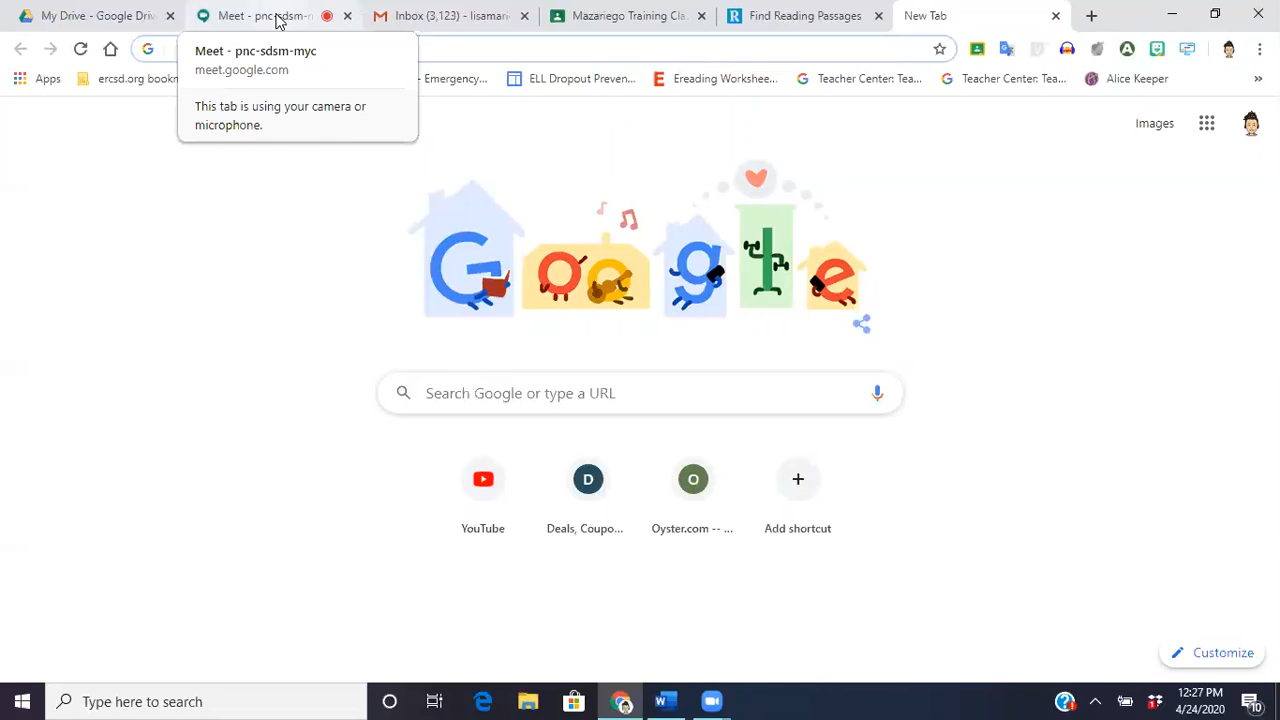 My Drive - Google Driv
Meet - pnc-sdsm-m
Inbox (3,123) - lisamar
Mazariego Training Cla
Find Reading Passages
New Tab
Meet - pnc-sdsm-myc
meet.google.com
This tab is using your camera or
microphone.
Apps
ercsd.org bookm
- Emergency...
ELL Dropout Preven...
Ereading Workshee...
Teacher Center: Tea...
Teacher Center: Tea...
Alice Keeper
»
Images
Google
Search Google or type a URL
YouTube
D
Deals, Coupo...
O
Oyster.com -- ...
Add shortcut
Customize
Type here to search
12:27 PM
4/24/2020
10